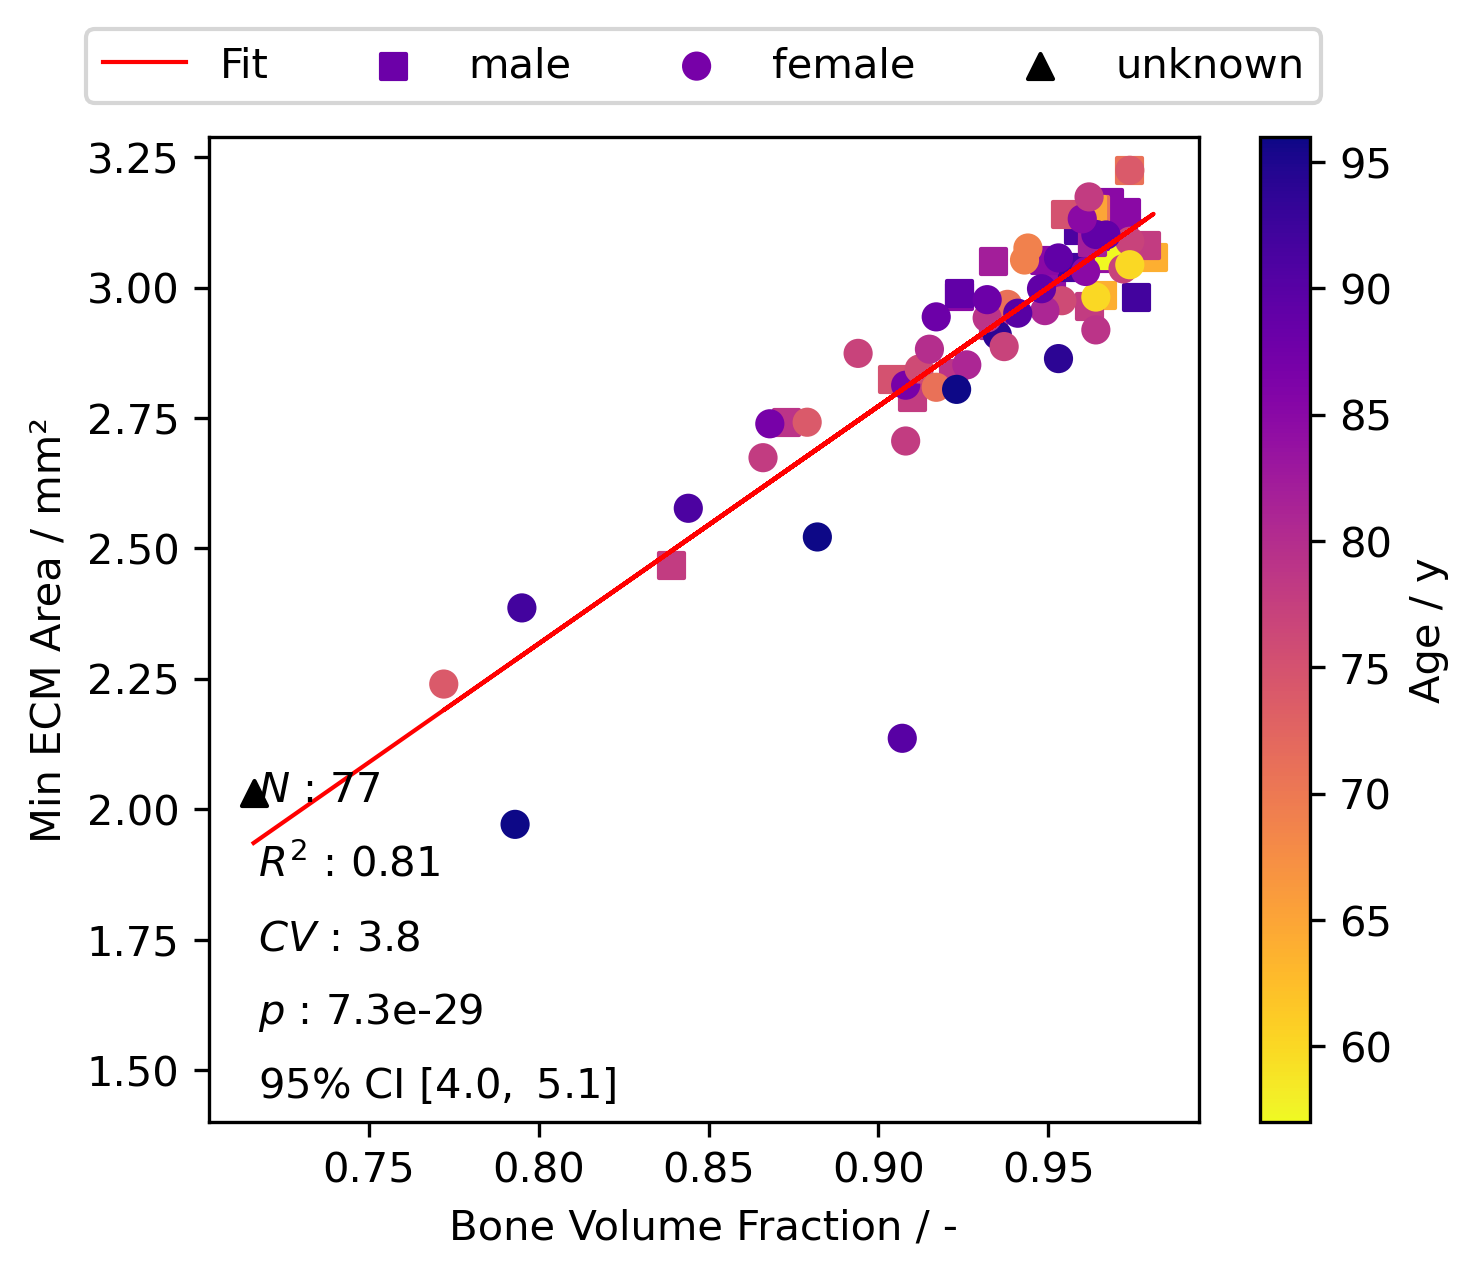 Fit male female unknown
3.25
3.00
2.75
2.50
2.25
2.00
1.75
1.50
Min ECM Area / mm²
N : 77
R² : 0.81
CV : 3.8
p : 7.3e-29
95% CI [4.0, 5.1]
0.75 0.80 0.85 0.90 0.95
Bone Volume Fraction / -
95
90
85
80
75
70
65
60
Age / y